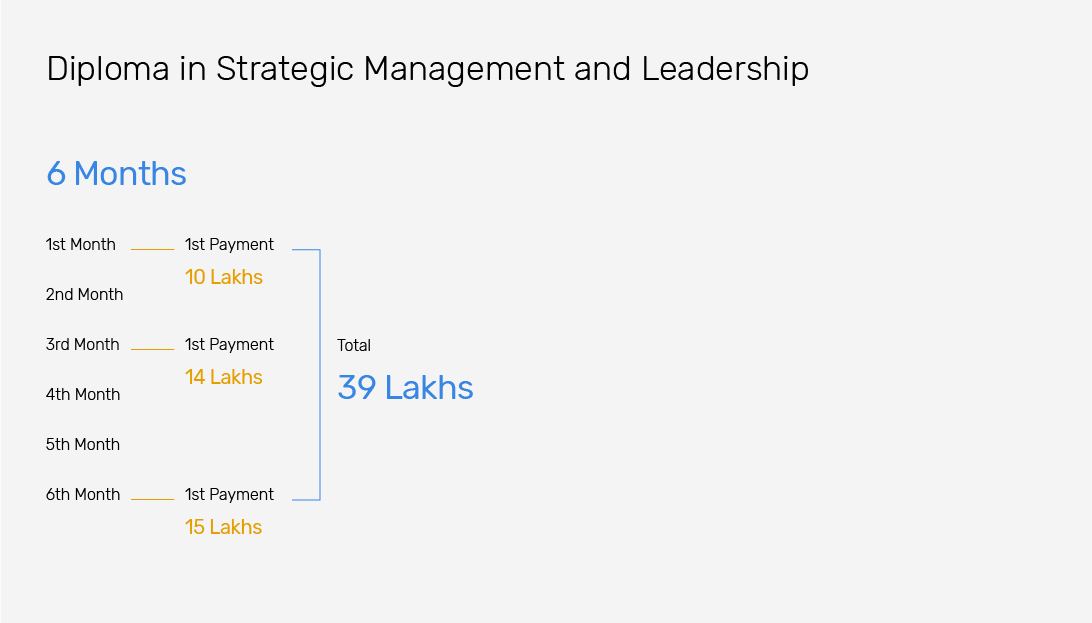 Diploma in Strategic Management and Leadership
6 Months
1st Month 1st Payment
10 Lakhs
2nd Month
3rd Month 1st Payment
14 Lakhs
Total
39 Lakhs
4th Month
5th Month
6th Month 1st Payment
15 Lakhs